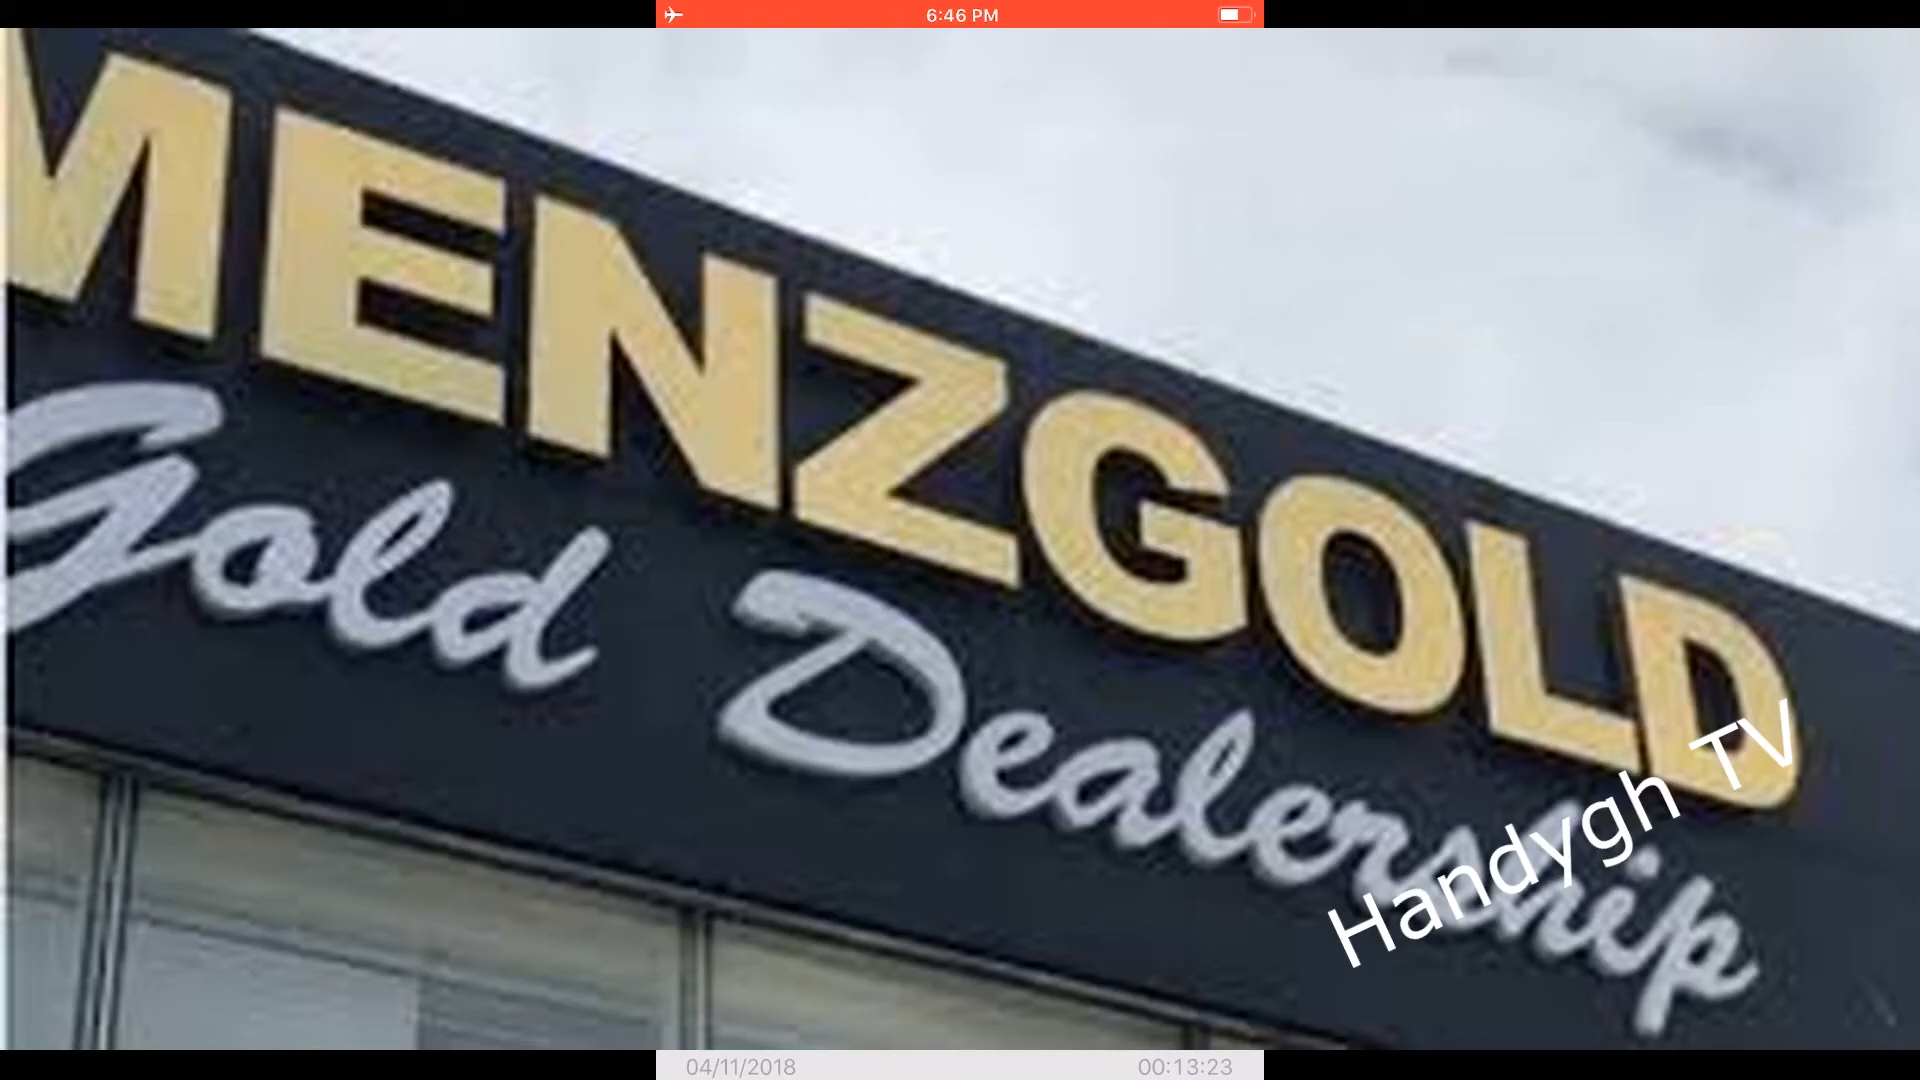 6:46 PM
MENZGOLD
Gold Dealership
Handygh TV
04/11/2018
00:13:23